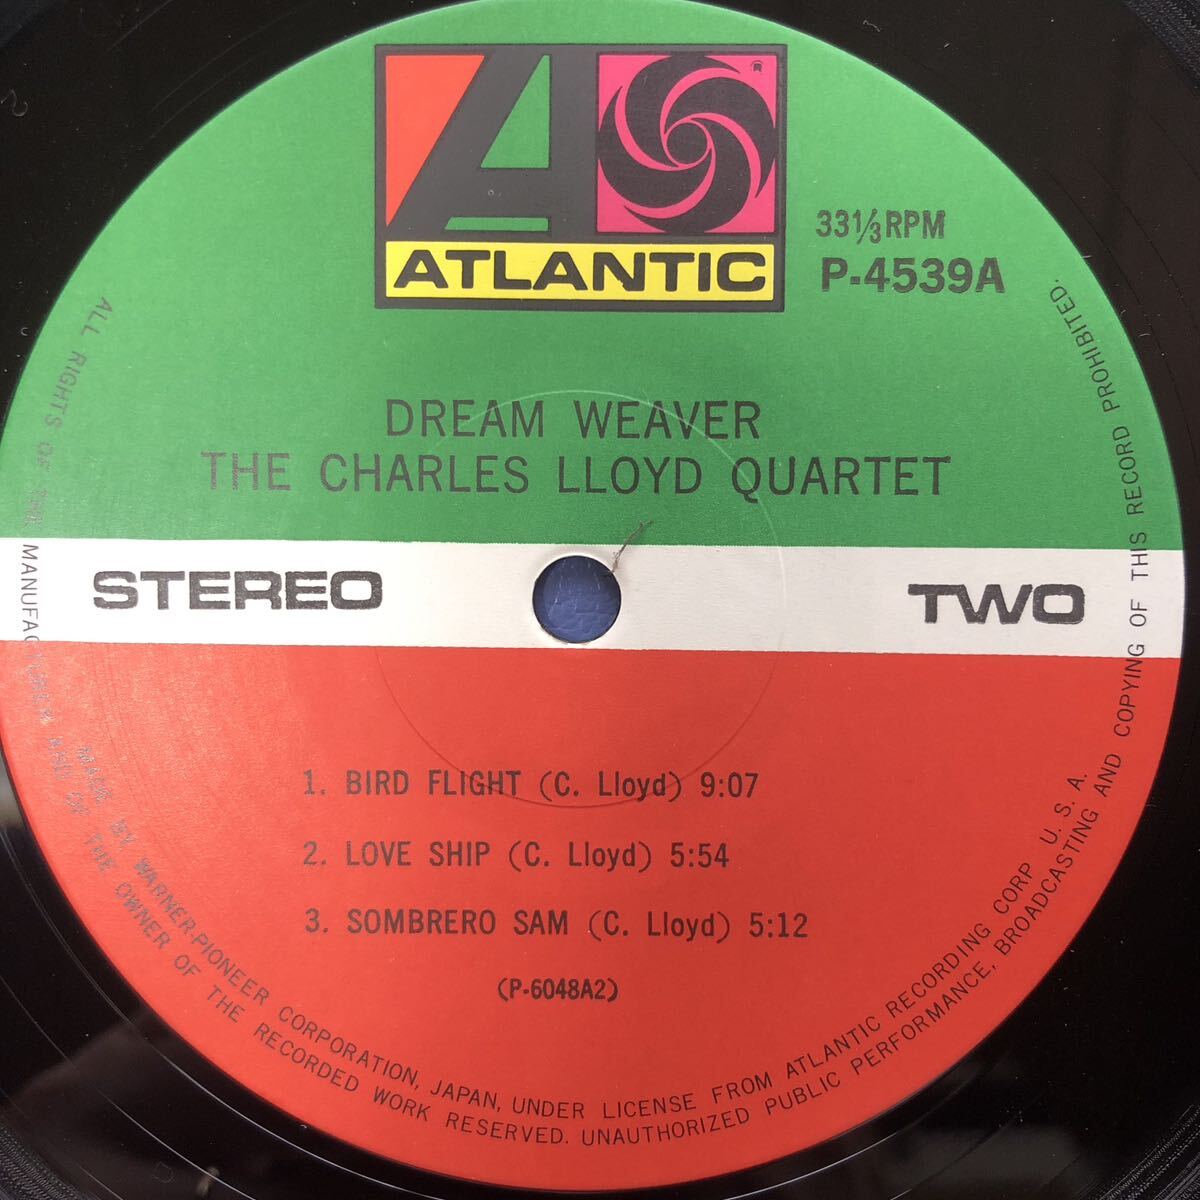 A
ATLANTIC
33⅓ RPM
P-4539A
DREAM WEAVER
THE CHARLES LLOYD QUARTET
STEREO
TWO
1. BIRD FLIGHT (C. Lloyd) 9:07
2. LOVE SHIP (C. Lloyd) 5:54
3. SOMBRERO SAM (C. Lloyd) 5:12
(P-6048A2)
MADE BY WARNER-PIONEER CORPORATION, JAPAN, UNDER LICENSE FROM ATLANTIC RECORDING CORP U. S. A.
ALL RIGHTS OF THE MANUFACTURER AND OF THE OWNER OF THE RECORDED WORK RESERVED. UNAUTHORIZED PUBLIC PERFORMANCE, BROADCASTING AND COPYING OF THIS RECORD PROHIBITED.